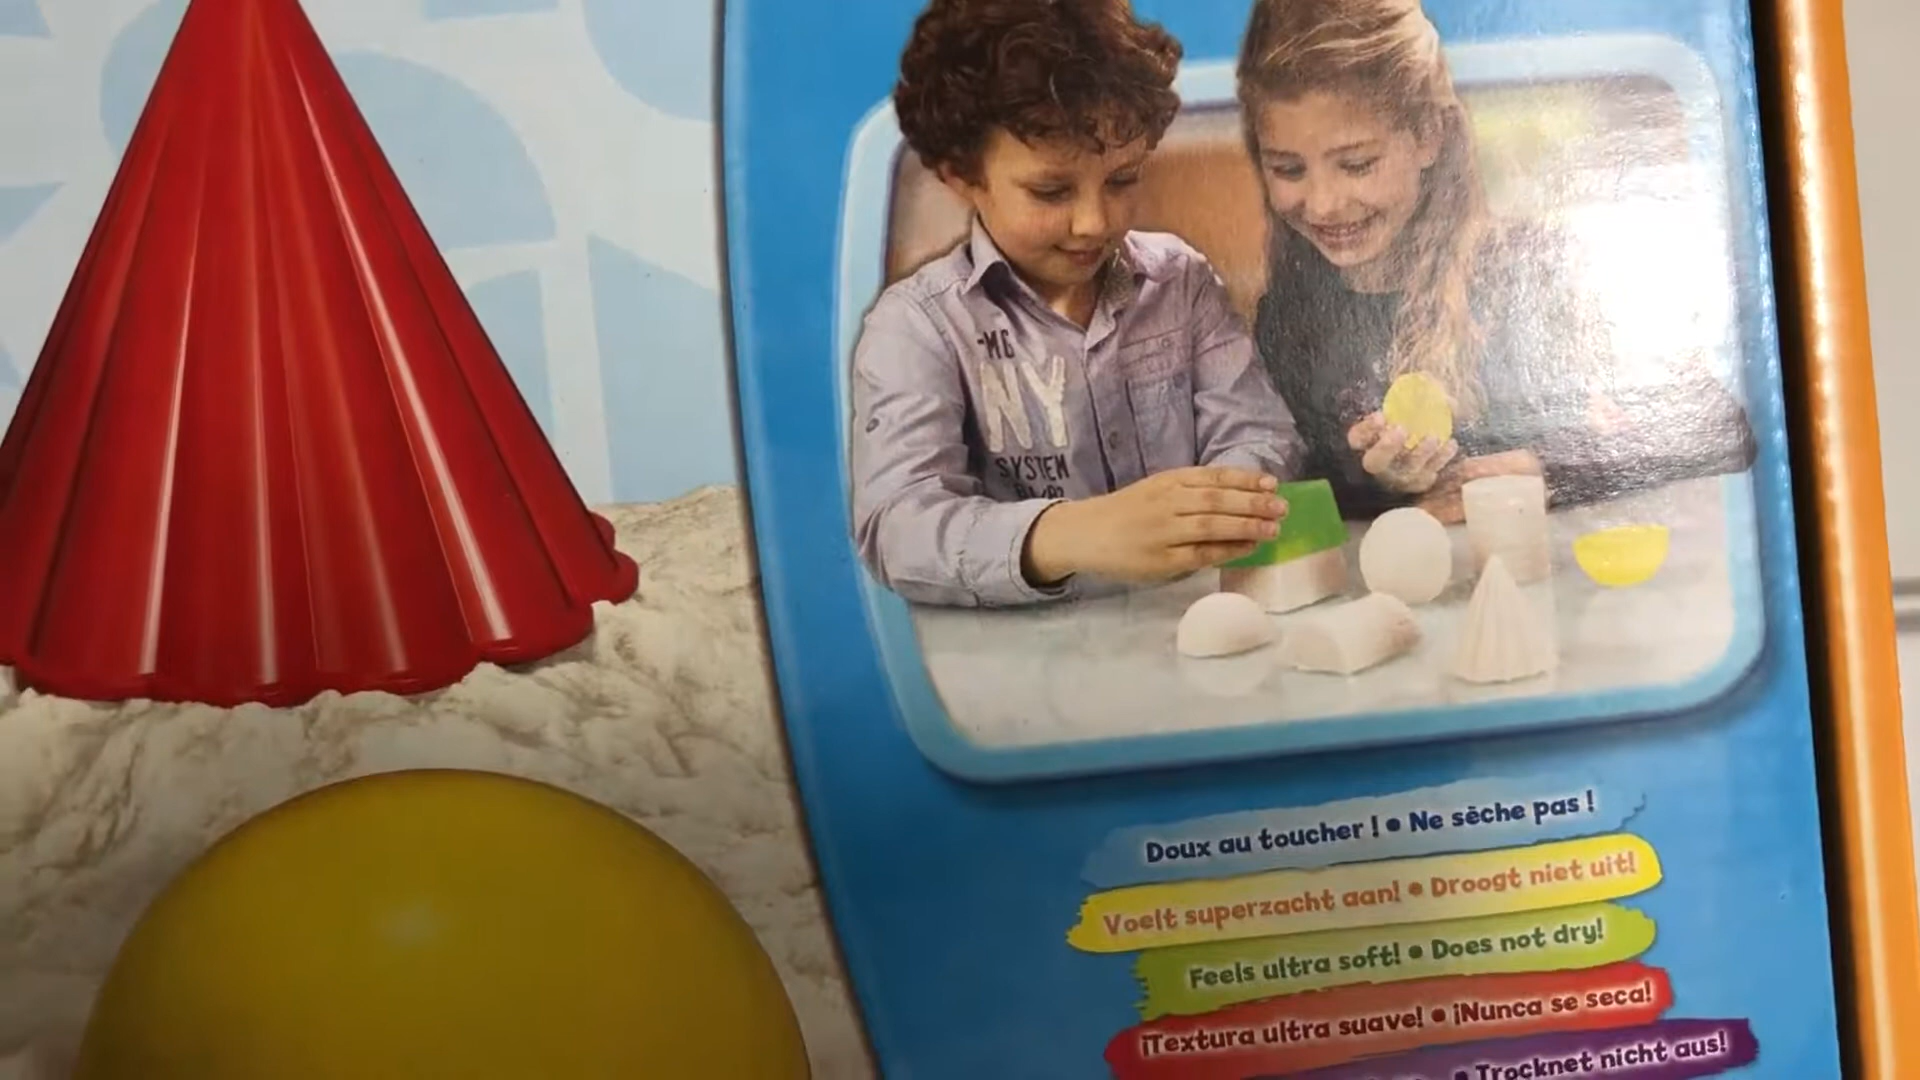 -MG
NY
SYSTEM
Doux au toucher ! • Ne sèche pas !
Voelt superzacht aan! • Droogt niet uit!
Feels ultra soft! • Does not dry!
¡Textura ultra suave! • ¡Nunca se seca!
• Trocknet nicht aus!